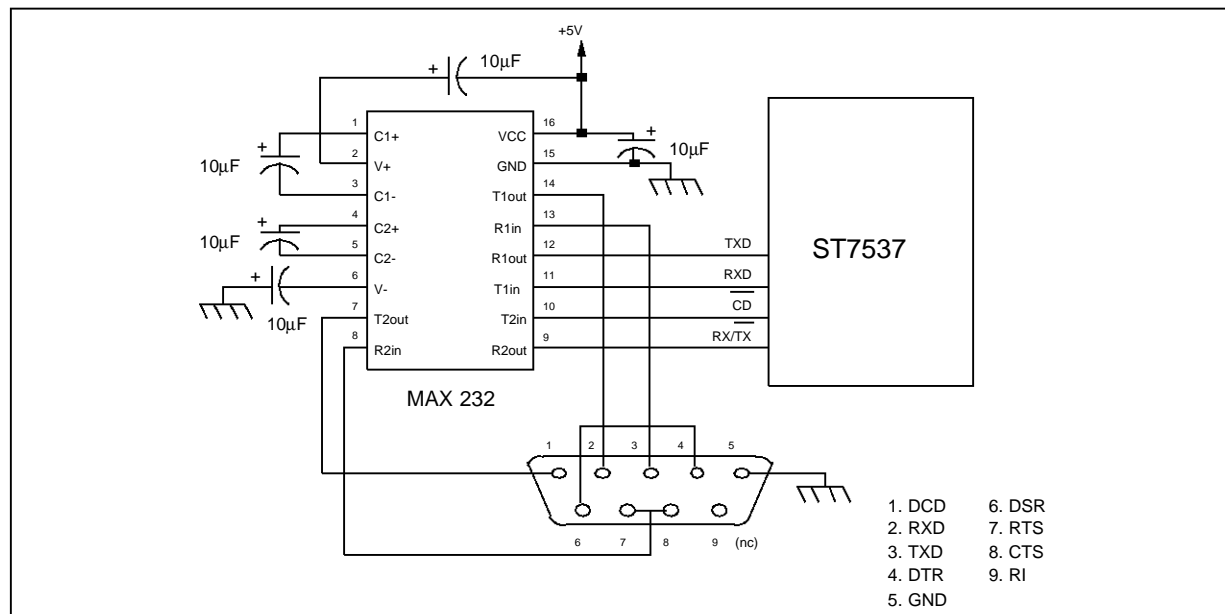 +5V
+ 10μF
1 C1+ VCC 16
+ 10μF
2 V+ GND 15
+ 10μF
3 C1- T1out 14
4 C2+ R1in 13
+ 10μF
5 C2- R1out 12 TXD
6 V- T1in 11 RXD
+ 10μF
7 T2out T2in 10 CD
8 R2in R2out 9 RX/TX
MAX 232
ST7537
1 2 3 4 5
6 7 8 9 (nc)
1. DCD 6. DSR
2. RXD 7. RTS
3. TXD 8. CTS
4. DTR 9. RI
5. GND